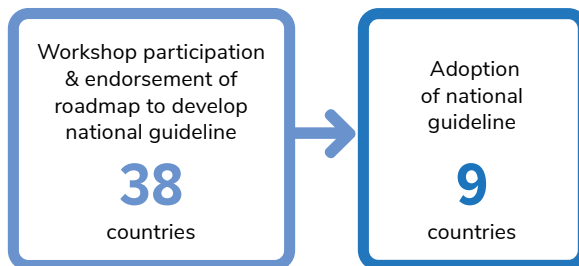 Workshop participation
& endorsement of
roadmap to develop
national guideline
38
countries
Adoption
of national
guideline
9
countries